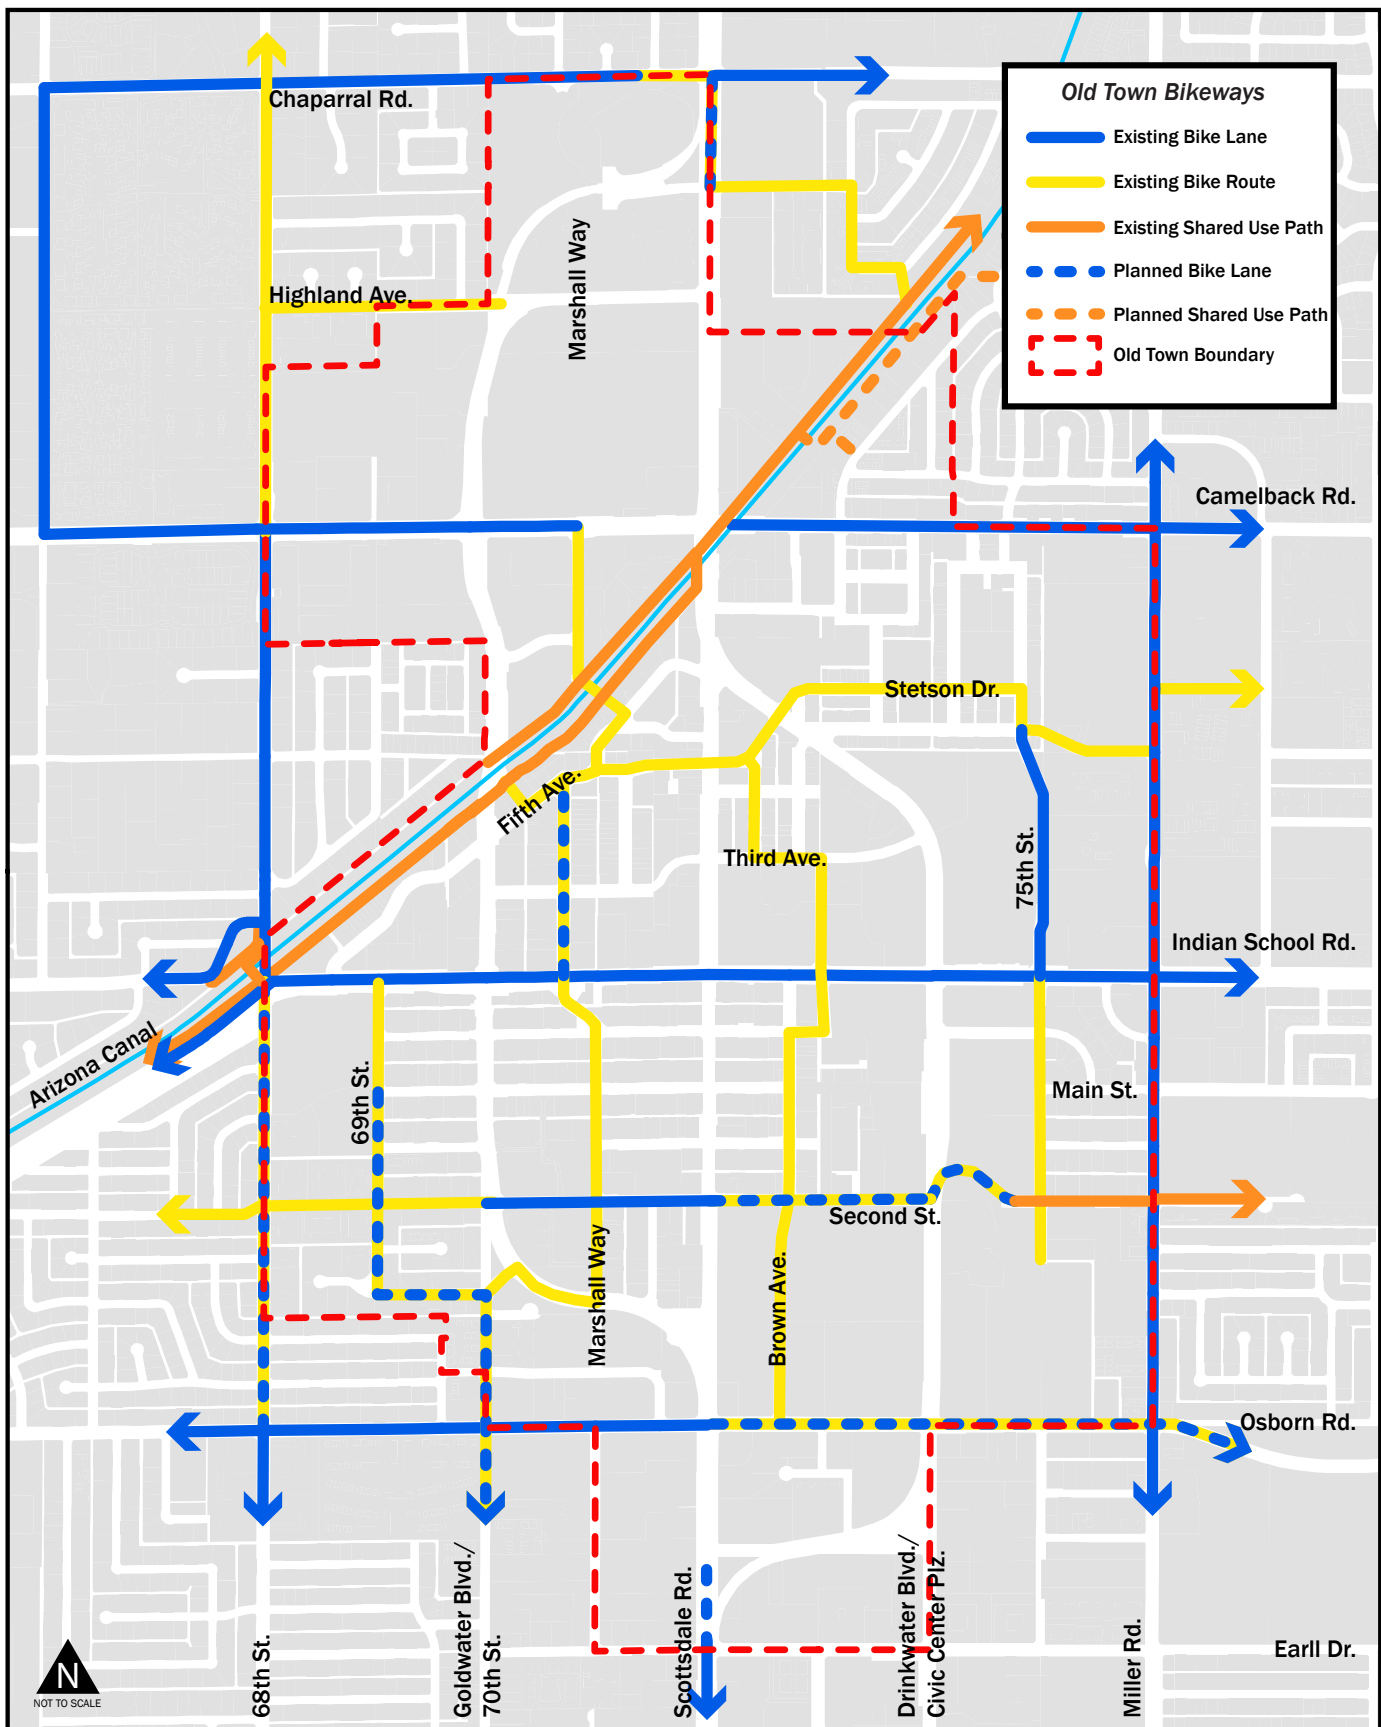 Old Town Bikeways
Existing Bike Lane
Existing Bike Route
Existing Shared Use Path
Planned Bike Lane
Planned Shared Use Path
Old Town Boundary
Chaparral Rd.
Marshall Way
Highland Ave.
Camelback Rd.
Stetson Dr.
Fifth Ave.
Third Ave.
75th St.
Indian School Rd.
Arizona Canal
69th St.
Main St.
Second St.
Marshall Way
Brown Ave.
Osborn Rd.
68th St.
Goldwater Blvd./
70th St.
Scottsdale Rd.
Drinkwater Blvd./
Civic Center Plz.
Miller Rd.
Earll Dr.
N
NOT TO SCALE